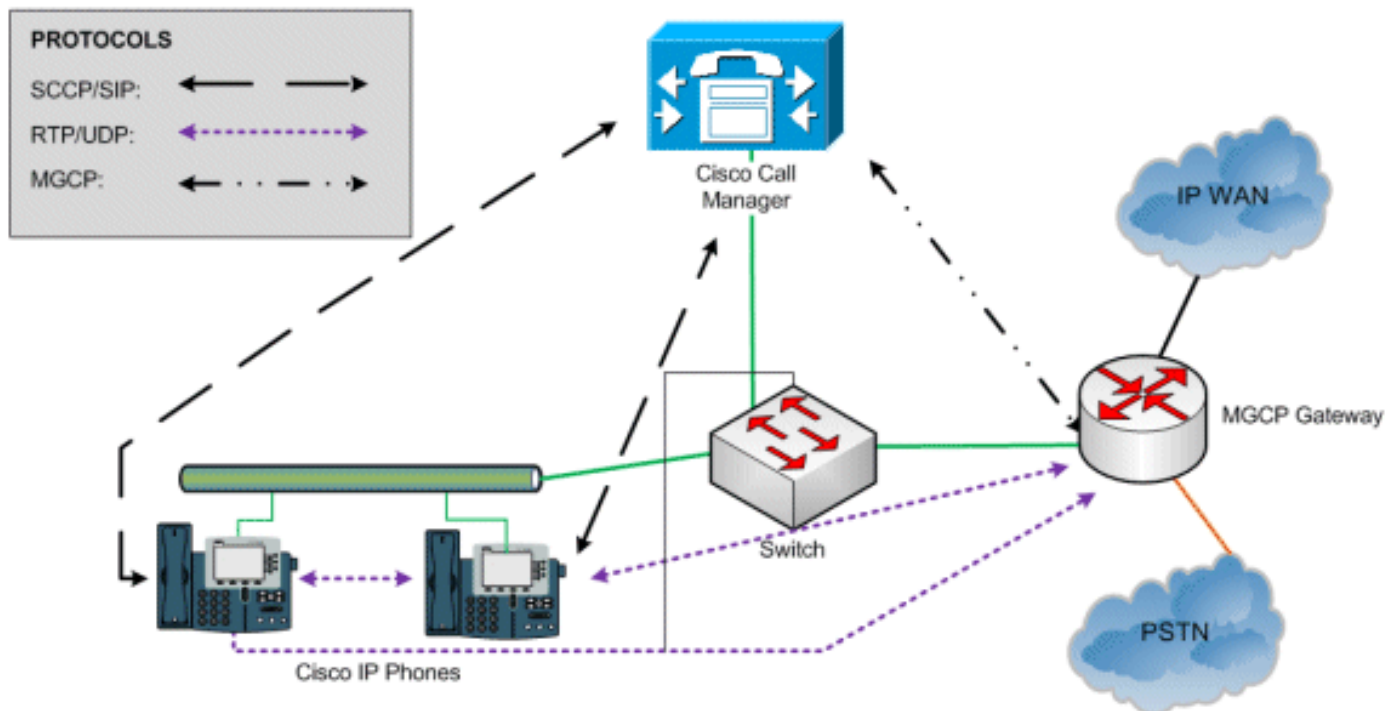 PROTOCOLS
SCCP/SIP:
RTP/UDP:
MGCP:
Cisco Call
Manager
IP WAN
MGCP Gateway
Switch
PSTN
Cisco IP Phones